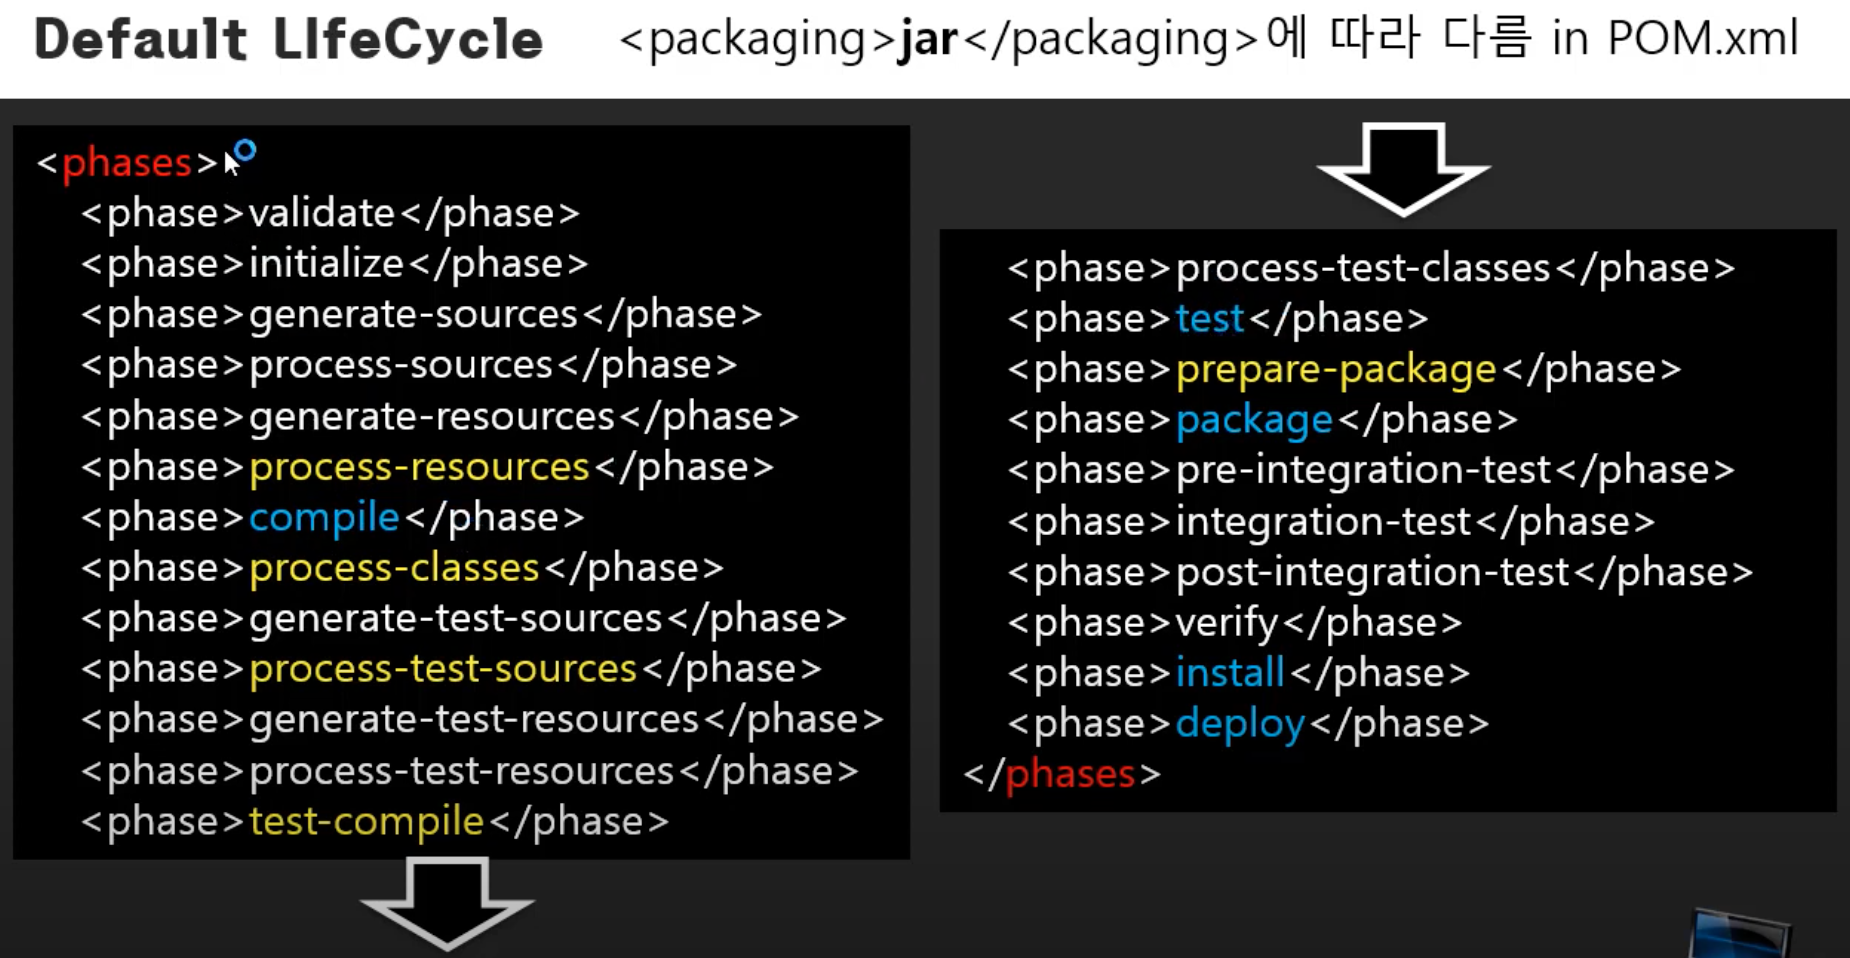 Default LIfeCycle <packaging>jar</packaging>에 따라 다름 in POM.xml
<phases>
<phase>validate</phase>
<phase>initialize</phase>
<phase>generate-sources</phase>
<phase>process-sources</phase>
<phase>generate-resources</phase>
<phase>process-resources</phase>
<phase>compile</phase>
<phase>process-classes</phase>
<phase>generate-test-sources</phase>
<phase>process-test-sources</phase>
<phase>generate-test-resources</phase>
<phase>process-test-resources</phase>
<phase>test-compile</phase>
<phase>process-test-classes</phase>
<phase>test</phase>
<phase>prepare-package</phase>
<phase>package</phase>
<phase>pre-integration-test</phase>
<phase>integration-test</phase>
<phase>post-integration-test</phase>
<phase>verify</phase>
<phase>install</phase>
<phase>deploy</phase>
</phases>